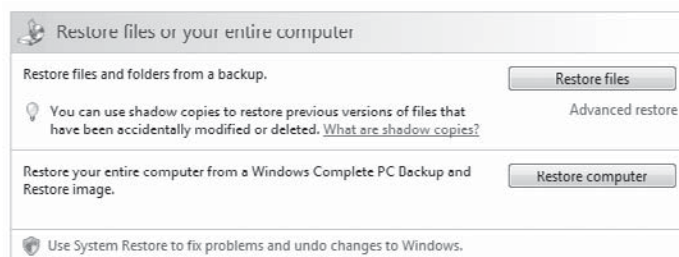 Restore files or your entire computer
Restore files and folders from a backup.
Restore files
You can use shadow copies to restore previous versions of files that
have been accidentally modified or deleted. What are shadow copies?
Advanced restore
Restore your entire computer from a Windows Complete PC Backup and
Restore image.
Restore computer
Use System Restore to fix problems and undo changes to Windows.